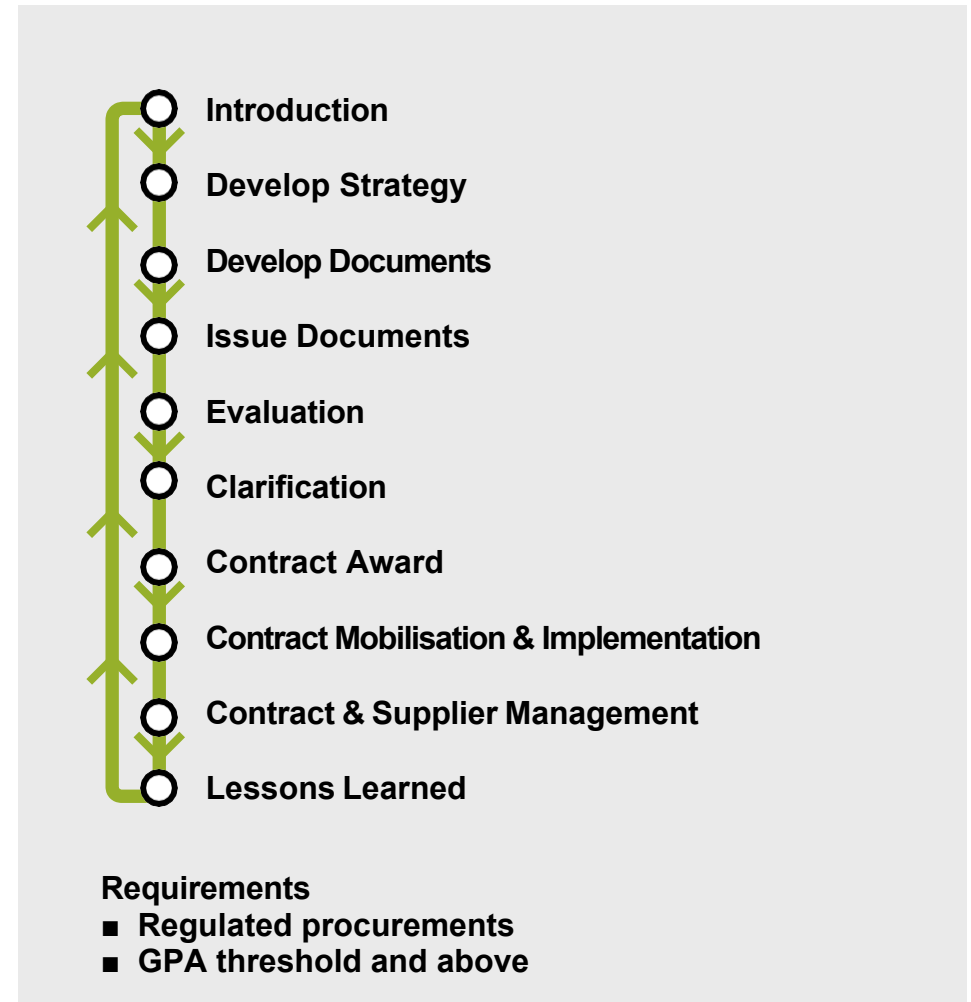 Introduction
Develop Strategy
Develop Documents
Issue Documents
Evaluation
Clarification
Contract Award
Contract Mobilisation & Implementation
Contract & Supplier Management
Lessons Learned
Requirements
■ Regulated procurements
■ GPA threshold and above